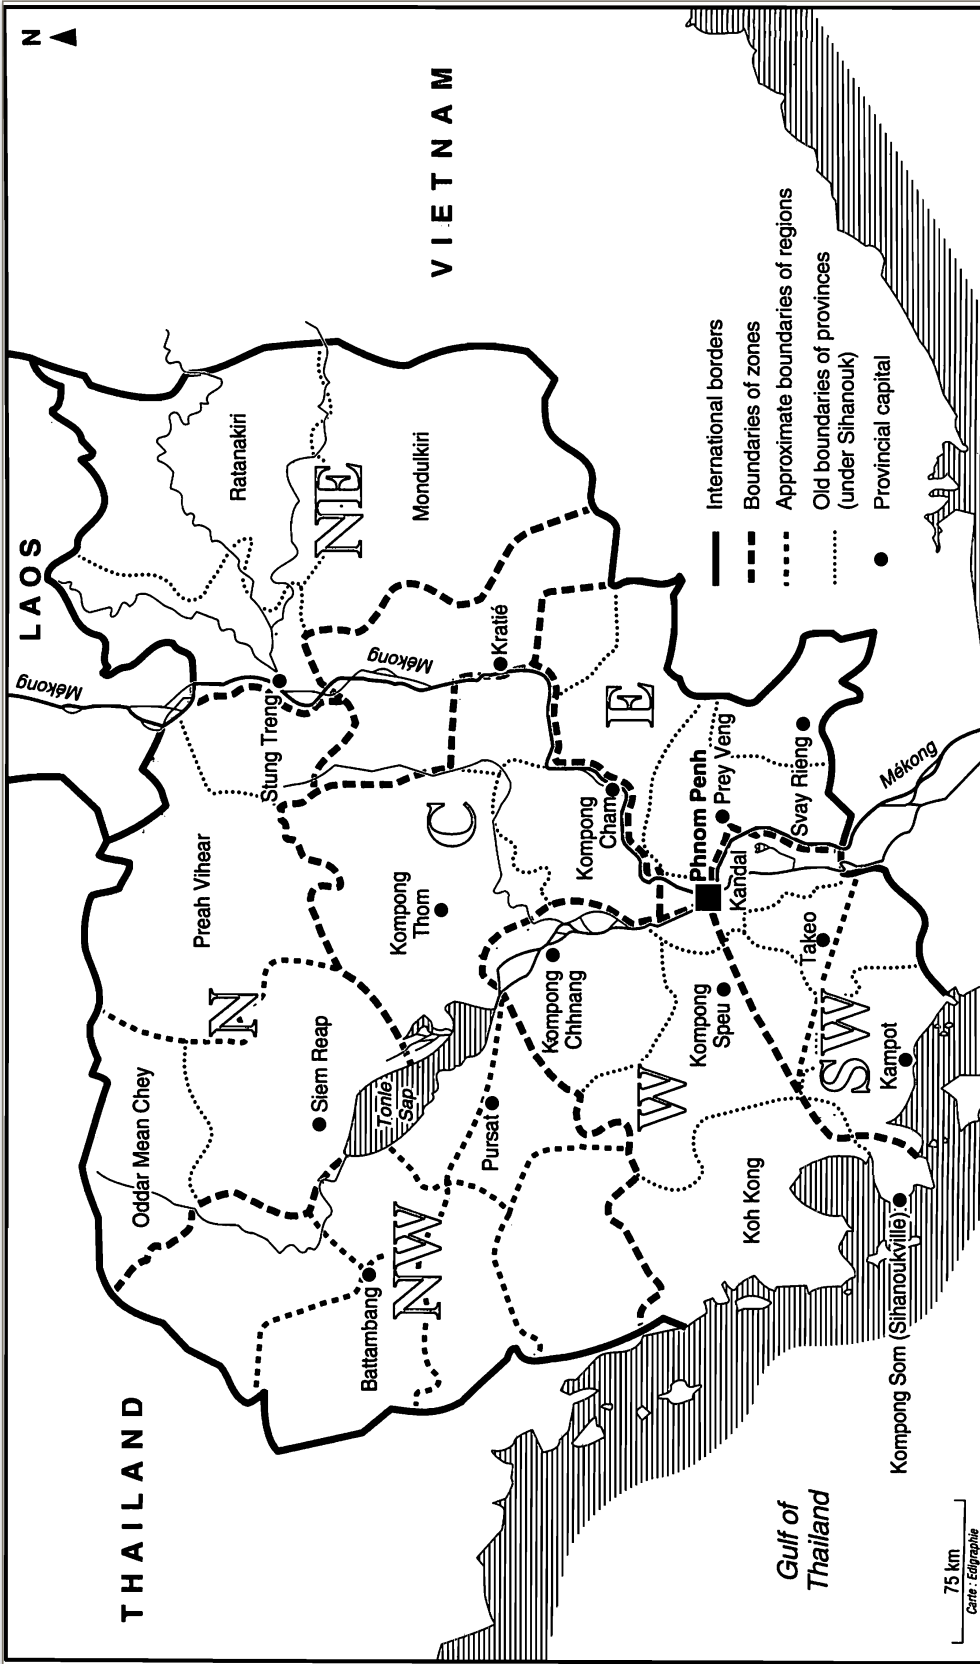 N
LAOS
VIETNAM
THAILAND
Mékong
Mékong
Mékong
Ratanakiri
NE
Mondulkiri
Stung Treng
Kratié
Preah Vihear
N
Oddar Mean Chey
Siem Reap
C
Kompong
Thom
Kompong
Cham
E
Tonle
Sap
Battambang
NW
Pursat
Kompong
Chhnang
Kompong
Speu
W
Phnom Penh
Kandal
Prey Veng
Svay Rieng
Takeo
SW
Kampot
Koh Kong
Kompong Som (Sihanoukville)
Gulf of
Thailand
International borders
Boundaries of zones
Approximate boundaries of regions
Old boundaries of provinces
(under Sihanouk)
Provincial capital
75 km
Carte : Edigraphie